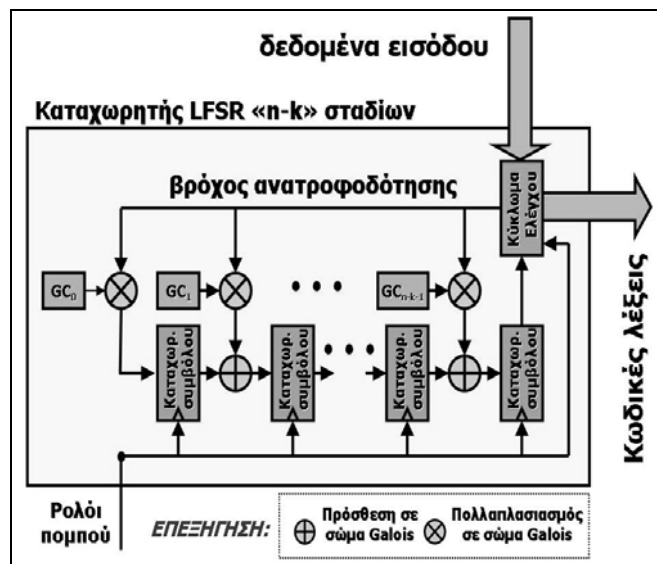 δεδομένα εισόδου
Καταχωρητής LFSR «n-k» σταδίων
βρόχος ανατροφοδότησης
Κύκλωμα
Ελέγχου
Κωδικές λέξεις
GC₀
GC₁
GCₙ₋ₖ₋₁
Καταχωρ.
συμβόλου
Καταχωρ.
συμβόλου
Καταχωρ.
συμβόλου
Καταχωρ.
συμβόλου
Ρολόι
πομπού
ΕΠΕΞΗΓΗΣΗ:
Πρόσθεση σε
σώμα Galois
Πολλαπλασιασμός
σε σώμα Galois